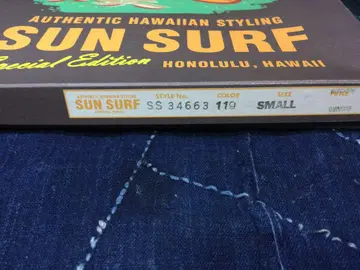 AUTHENTIC HAWAIIAN STYLING
SUN SURF
Special Edition HONOLULU, HAWAII
SUN SURF
STYLE No. COLOR SIZE PRICE
SS 34663 119 SMALL